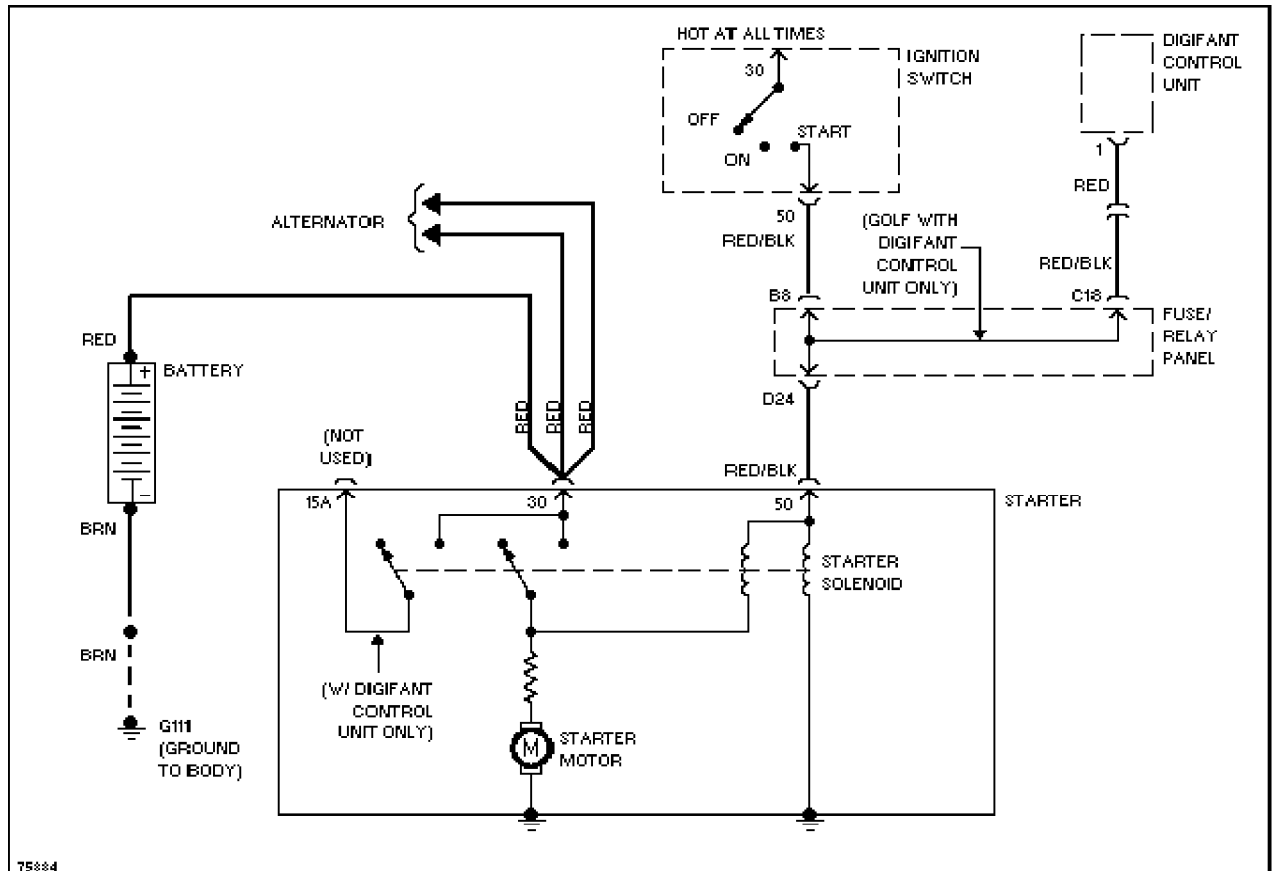 HOT AT ALL TIMES
30
OFF
START
ON
IGNITION
SWITCH
DIGIFANT
CONTROL
UNIT
1
RED
ALTERNATOR
50
RED/BLK
(GOLF WITH
DIGIFANT
CONTROL
UNIT ONLY)
RED/BLK
B8
C18
FUSE/
RELAY
PANEL
D24
RED
+
BATTERY
-
RED
RED
RED
(NOT
USED)
RED/BLK
15A
30
50
STARTER
BRN
STARTER
SOLENOID
BRN
(W/ DIGIFANT
CONTROL
UNIT ONLY)
G111
(GROUND
TO BODY)
M
STARTER
MOTOR
75884